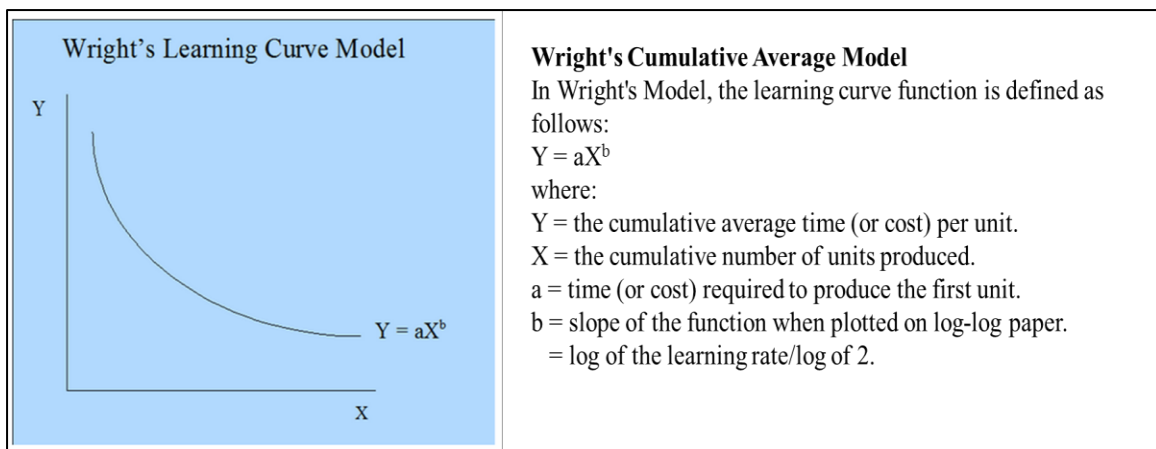 Wright's Learning Curve Model
Y
Y = aXᵇ
X
Wright's Cumulative Average Model
In Wright's Model, the learning curve function is defined as
follows:
Y = aXᵇ
where:
Y = the cumulative average time (or cost) per unit.
X = the cumulative number of units produced.
a = time (or cost) required to produce the first unit.
b = slope of the function when plotted on log-log paper.
= log of the learning rate/log of 2.